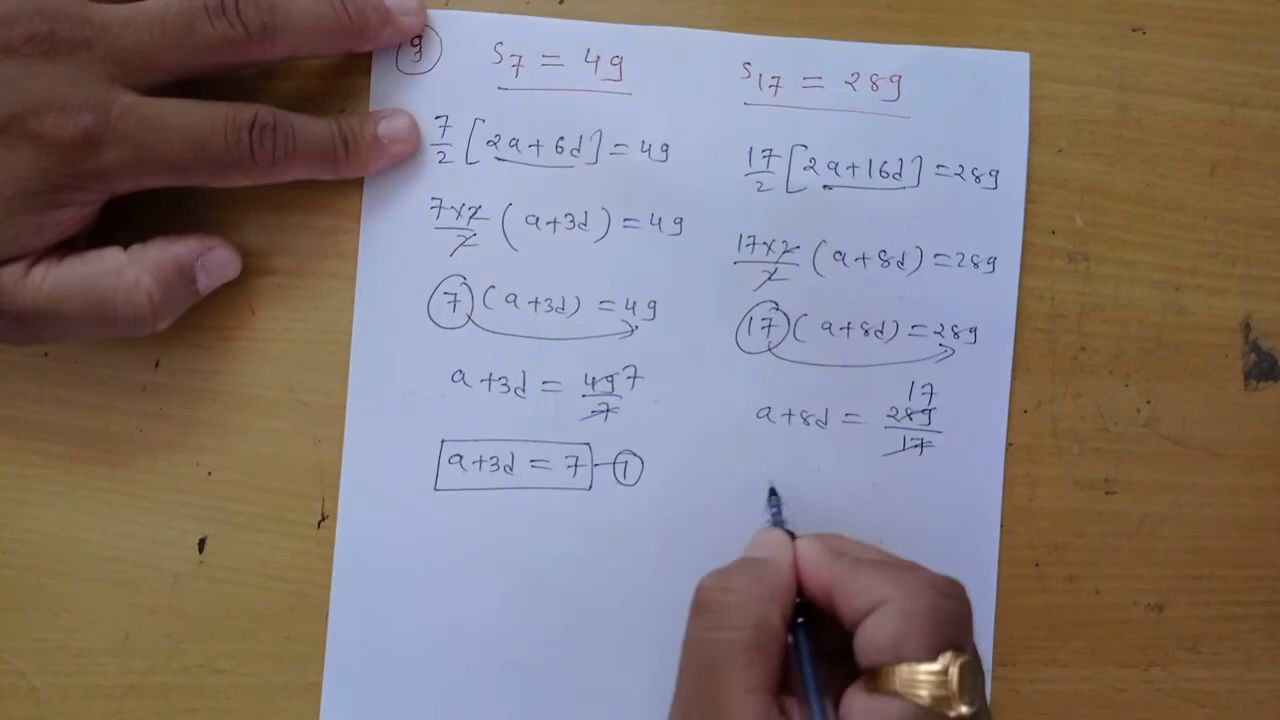 9
S7 = 49
7/2 [2a + 6d] = 49
7×2/2 (a+3d) = 49
7 (a+3d) = 49
a+3d = 49/7 7
a+3d = 7 — 1
S17 = 289
17/2 [2a+16d] = 289
17×2/2 (a+8d) = 289
17 (a+8d) = 289
17
a+8d = 289/17